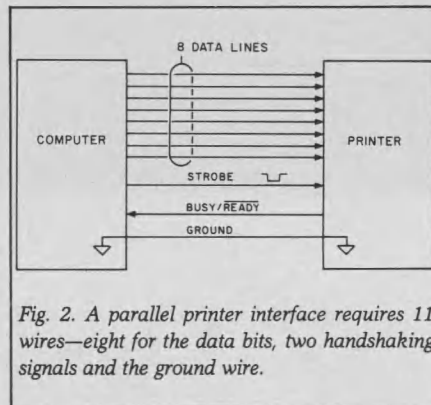 8 DATA LINES
COMPUTER
PRINTER
STROBE
BUSY/READY
GROUND
Fig. 2. A parallel printer interface requires 11
wires—eight for the data bits, two handshaking
signals and the ground wire.